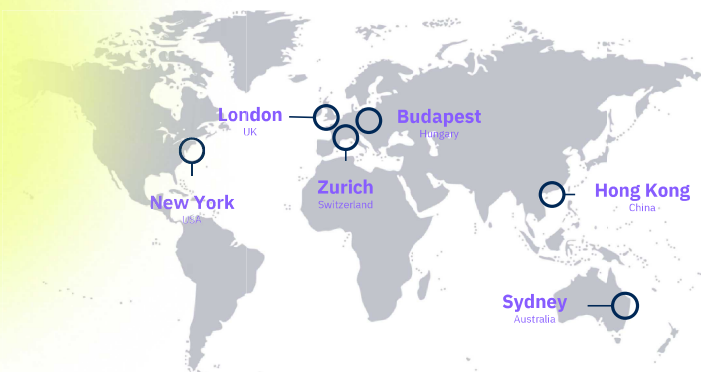 London
UK
Budapest
Hungary
Zurich
Switzerland
New York
USA
Hong Kong
China
Sydney
Australia